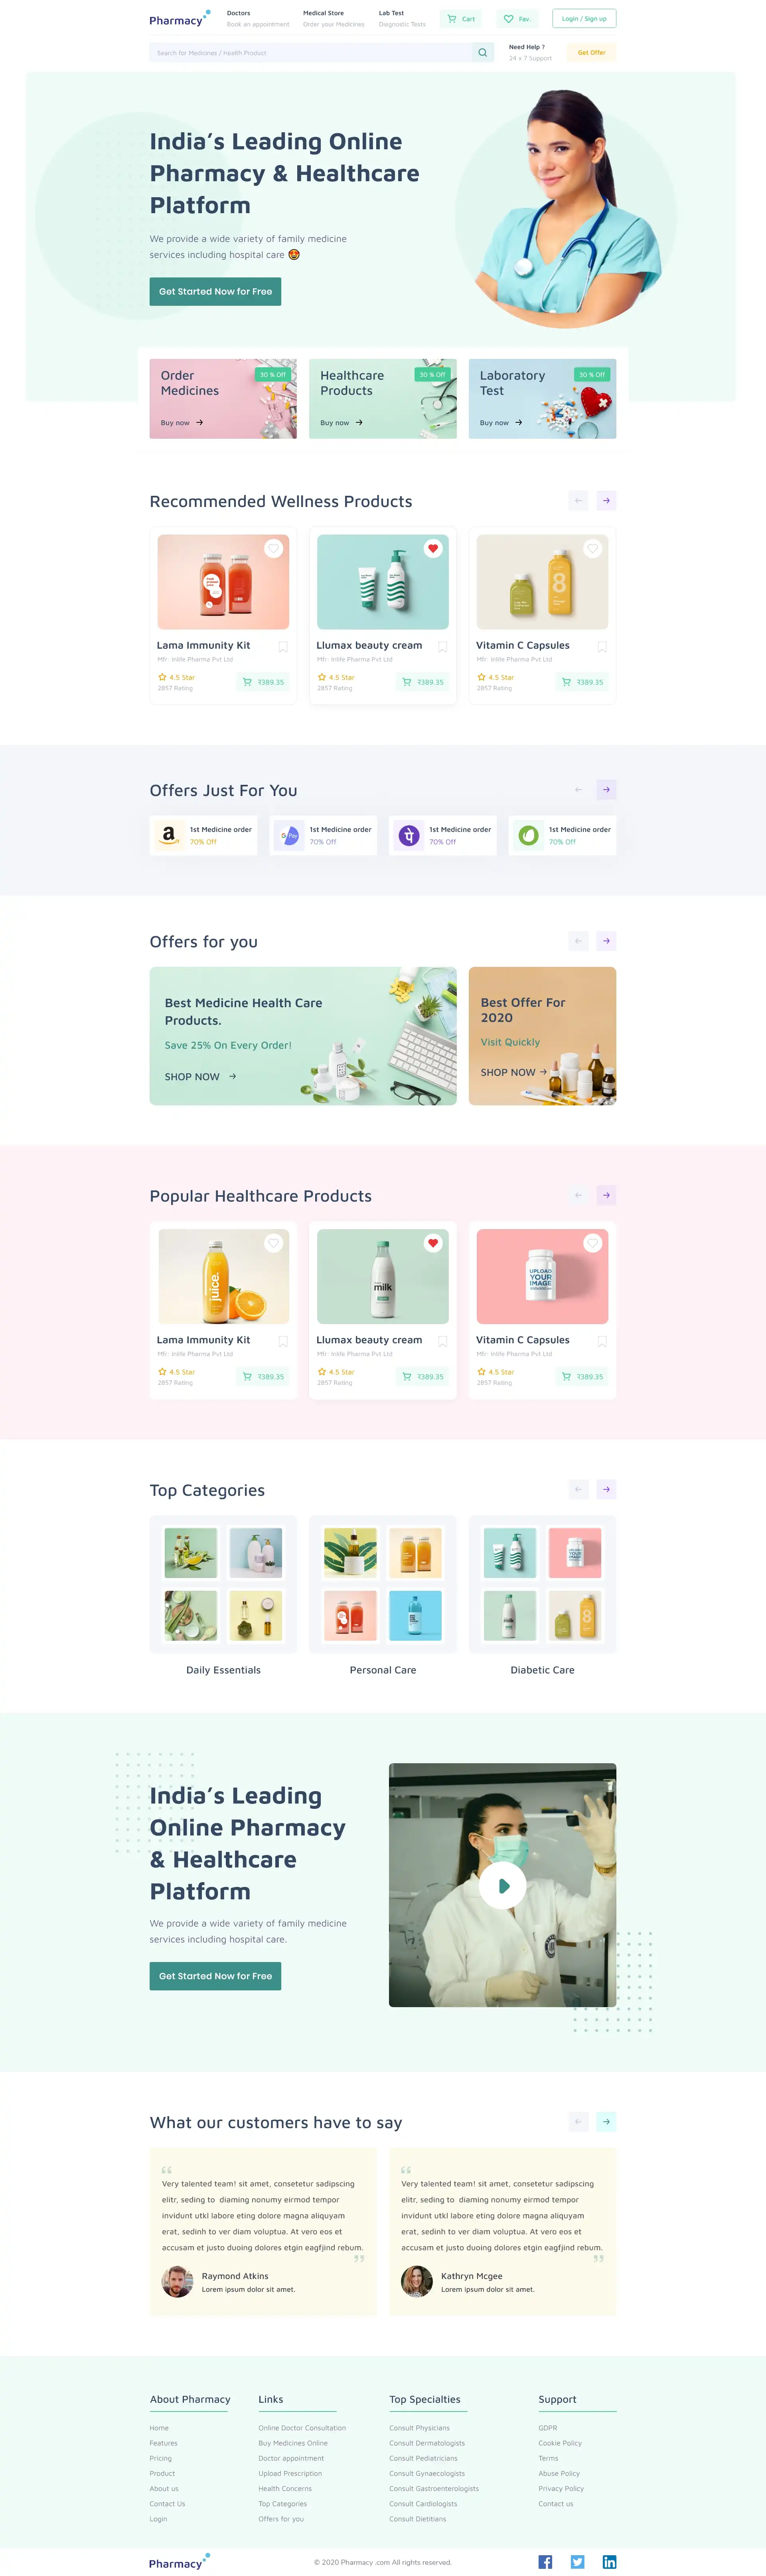 Pharmacy
Doctors
Book an appointment
Medical Store
Order your Medicines
Lab Test
Diagnostic Tests
Cart
Fav.
Login / Sign up
Search for Medicines / Health Product
Need Help ?
24 x 7 Support
Get Offer
India's Leading Online
Pharmacy & Healthcare
Platform
We provide a wide variety of family medicine
services including hospital care
Get Started Now for Free
Order
Medicines
30 % Off
Buy now
Healthcare
Products
30 % Off
Buy now
Laboratory
Test
30 % Off
Buy now
Recommended Wellness Products
Lama Immunity Kit
Mfr: Inlife Pharma Pvt Ltd
4.5 Star
2857 Rating
₹389.35
Llumax beauty cream
Mfr: Inlife Pharma Pvt Ltd
4.5 Star
2857 Rating
₹389.35
8
Vitamin C Capsules
Mfr: Inlife Pharma Pvt Ltd
4.5 Star
2857 Rating
₹389.35
Offers Just For You
1st Medicine order
70% Off
G Pay
1st Medicine order
70% Off
1st Medicine order
70% Off
1st Medicine order
70% Off
Offers for you
Best Medicine Health Care
Products.
Save 25% On Every Order!
SHOP NOW
Best Offer For
2020
Visit Quickly
SHOP NOW
Popular Healthcare Products
juice.
Lama Immunity Kit
Mfr: Inlife Pharma Pvt Ltd
4.5 Star
2857 Rating
₹389.35
milk
Llumax beauty cream
Mfr: Inlife Pharma Pvt Ltd
4.5 Star
2857 Rating
₹389.35
UPLOAD
YOUR
IMAGE
Vitamin C Capsules
Mfr: Inlife Pharma Pvt Ltd
4.5 Star
2857 Rating
₹389.35
Top Categories
Daily Essentials
Personal Care
Diabetic Care
India's Leading
Online Pharmacy
& Healthcare
Platform
We provide a wide variety of family medicine
services including hospital care.
Get Started Now for Free
What our customers have to say
Very talented team! sit amet, consetetur sadipscing
elitr, seding to diaming nonumy eirmod tempor
invidunt utkl labore eting dolore magna aliquyam
erat, sedinh to ver diam voluptua. At vero eos et
accusam et justo duoing dolores etgin eagfjind rebum.
Raymond Atkins
Lorem ipsum dolor sit amet.
Very talented team! sit amet, consetetur sadipscing
elitr, seding to diaming nonumy eirmod tempor
invidunt utkl labore eting dolore magna aliquyam
erat, sedinh to ver diam voluptua. At vero eos et
accusam et justo duoing dolores etgin eagfjind rebum.
Kathryn Mcgee
Lorem ipsum dolor sit amet.
About Pharmacy
Home
Features
Pricing
Product
About us
Contact Us
Login
Links
Online Doctor Consultation
Buy Medicines Online
Doctor appointment
Upload Prescription
Health Concerns
Top Categories
Offers for you
Top Specialties
Consult Physicians
Consult Dermatologists
Consult Pediatricians
Consult Gynaecologists
Consult Gastroenterologists
Consult Cardiologists
Consult Dietitians
Support
GDPR
Cookie Policy
Terms
Abuse Policy
Privacy Policy
Contact us
Pharmacy
© 2020 Pharmacy .com All rights reserved.